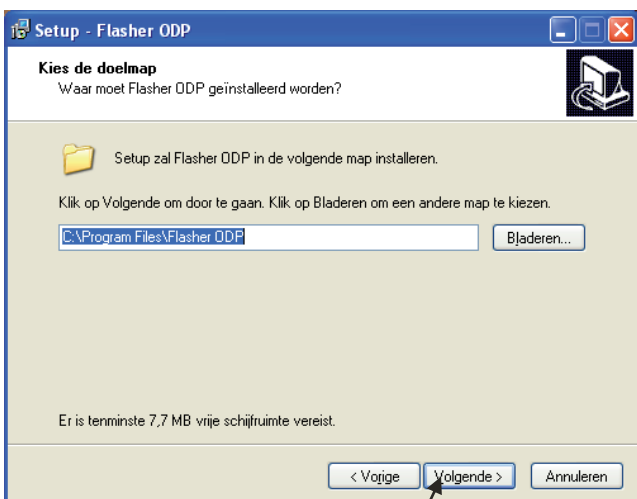 Setup - Flasher ODP
Kies de doelmap
Waar moet Flasher ODP geïnstalleerd worden?
Setup zal Flasher ODP in de volgende map installeren.
Klik op Volgende om door te gaan. Klik op Bladeren om een andere map te kiezen.
C:\Program Files\Flasher ODP
Bladeren...
Er is tenminste 7,7 MB vrije schijfruimte vereist.
< Vorige Volgende > Annuleren